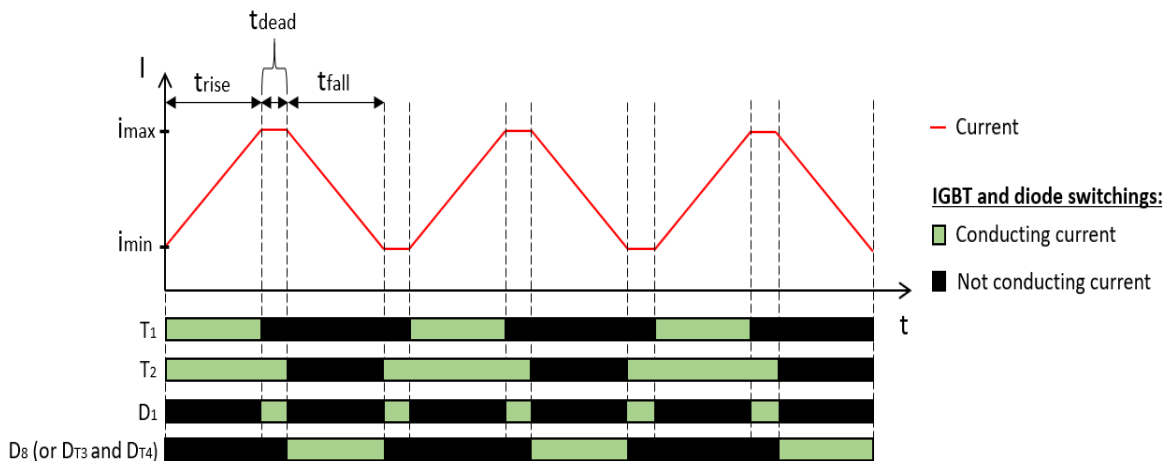 tdead
I
trise
tfall
imax
imin
t
Current
IGBT and diode switchings:
Conducting current
Not conducting current
T1
T2
D1
D8 (or DT3 and DT4)